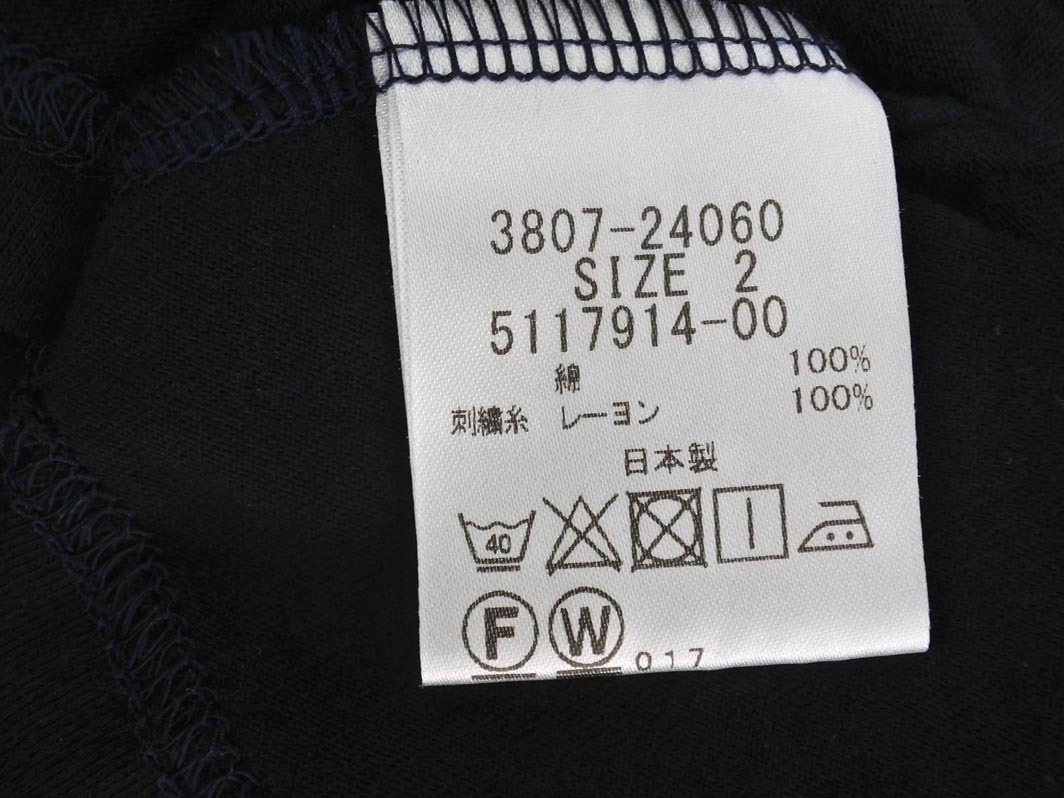 3807-24060
SIZE 2
5117914-00
綿 100%
刺繍糸 レーヨン 100%
日本製
40
F W 017